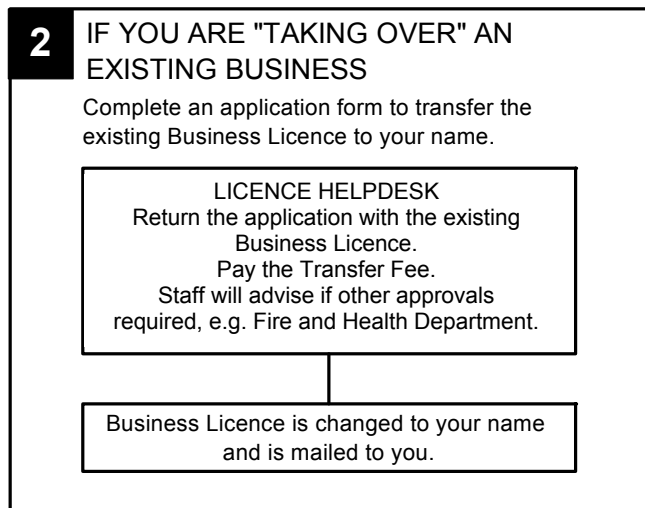 2
IF YOU ARE "TAKING OVER" AN
EXISTING BUSINESS
Complete an application form to transfer the
existing Business Licence to your name.
LICENCE HELPDESK
Return the application with the existing
Business Licence.
Pay the Transfer Fee.
Staff will advise if other approvals
required, e.g. Fire and Health Department.
Business Licence is changed to your name
and is mailed to you.